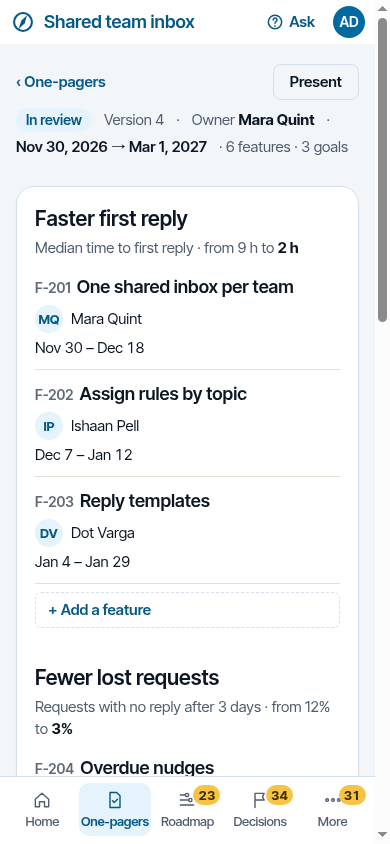 Shared team inbox
Ask
AD
‹ One-pagers
Present
In review Version 4 · Owner Mara Quint ·
Nov 30, 2026 → Mar 1, 2027 · 6 features · 3 goals
Faster first reply
Median time to first reply · from 9 h to 2 h
F-201 One shared inbox per team
MQ Mara Quint
Nov 30 – Dec 18
F-202 Assign rules by topic
IP Ishaan Pell
Dec 7 – Jan 12
F-203 Reply templates
DV Dot Varga
Jan 4 – Jan 29
+ Add a feature
Fewer lost requests
Requests with no reply after 3 days · from 12%
to 3%
F-204 Overdue nudges
23 34 31
Home One-pagers Roadmap Decisions More